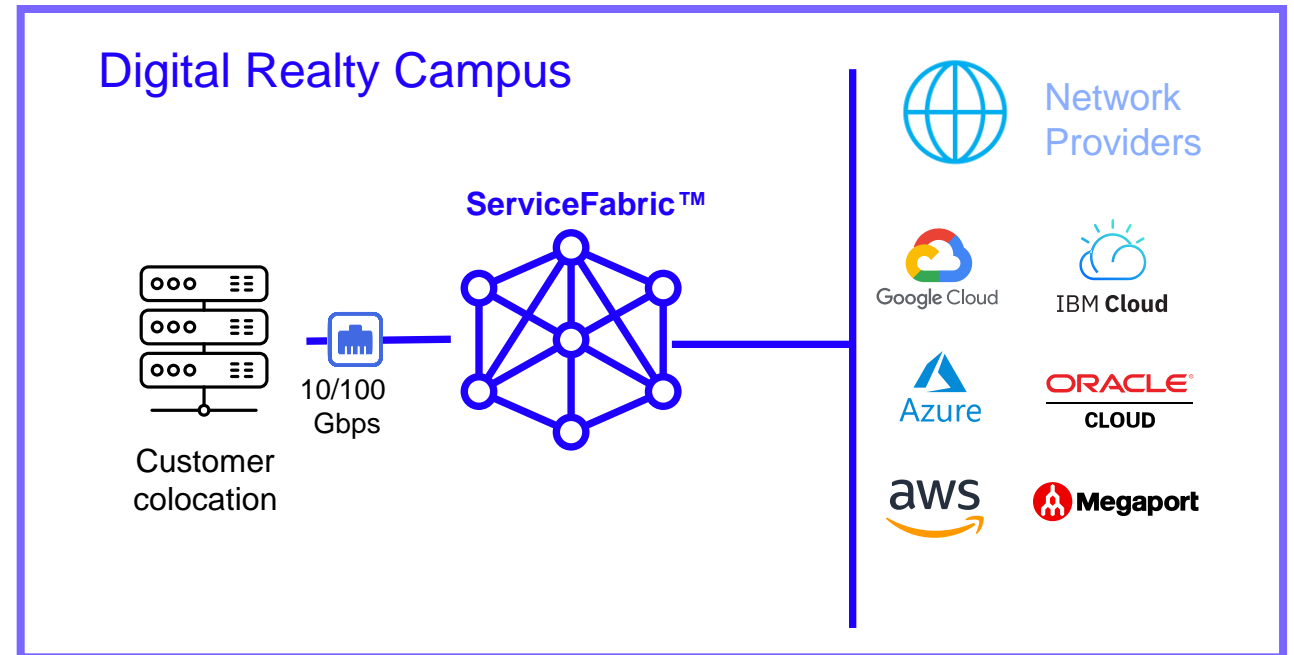 Digital Realty Campus
Network
Providers
ServiceFabric™
Google Cloud
IBM Cloud
10/100
Gbps
Azure
ORACLE®
CLOUD
Customer
colocation
aws
Megaport